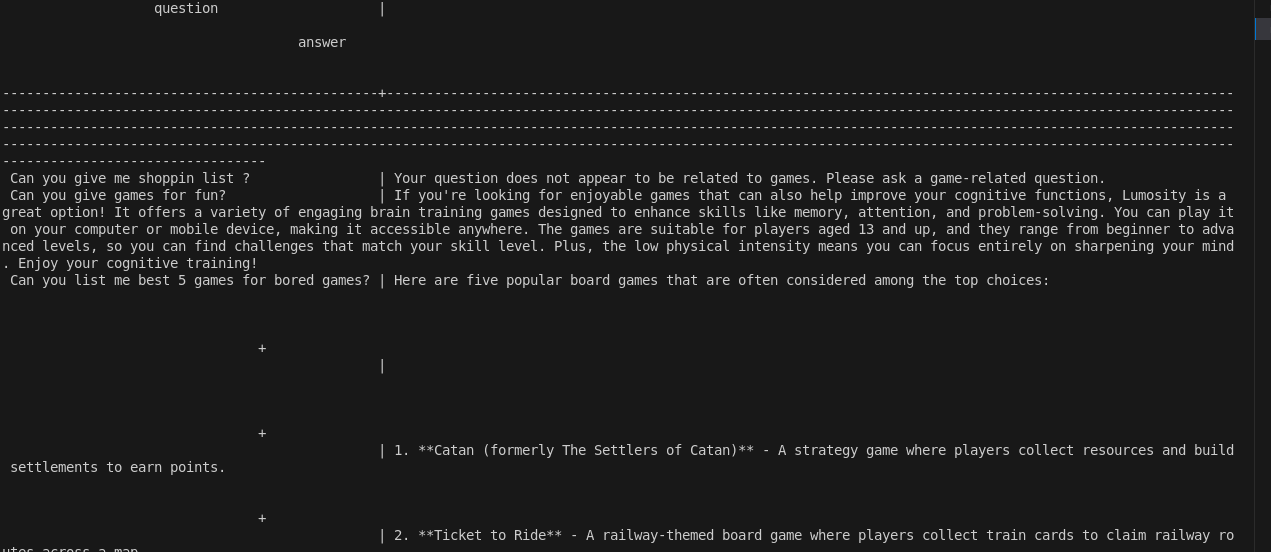 question |
answer
-----------------------------------------------+----------------------------------------------------------------------------------------------------------
----------------------------------------------------------------------------------------------------------------------------------------------------------
----------------------------------------------------------------------------------------------------------------------------------------------------------
----------------------------------------------------------------------------------------------------------------------------------------------------------
---------------------------------
Can you give me shoppin list ? | Your question does not appear to be related to games. Please ask a game-related question.
Can you give games for fun? | If you're looking for enjoyable games that can also help improve your cognitive functions, Lumosity is a
great option! It offers a variety of engaging brain training games designed to enhance skills like memory, attention, and problem-solving. You can play it
on your computer or mobile device, making it accessible anywhere. The games are suitable for players aged 13 and up, and they range from beginner to adva
nced levels, so you can find challenges that match your skill level. Plus, the low physical intensity means you can focus entirely on sharpening your mind
. Enjoy your cognitive training!
Can you list me best 5 games for bored games? | Here are five popular board games that are often considered among the top choices:
+
|
+
| 1. **Catan (formerly The Settlers of Catan)** - A strategy game where players collect resources and build
settlements to earn points.
+
| 2. **Ticket to Ride** - A railway-themed board game where players collect train cards to claim railway ro
utes across a map